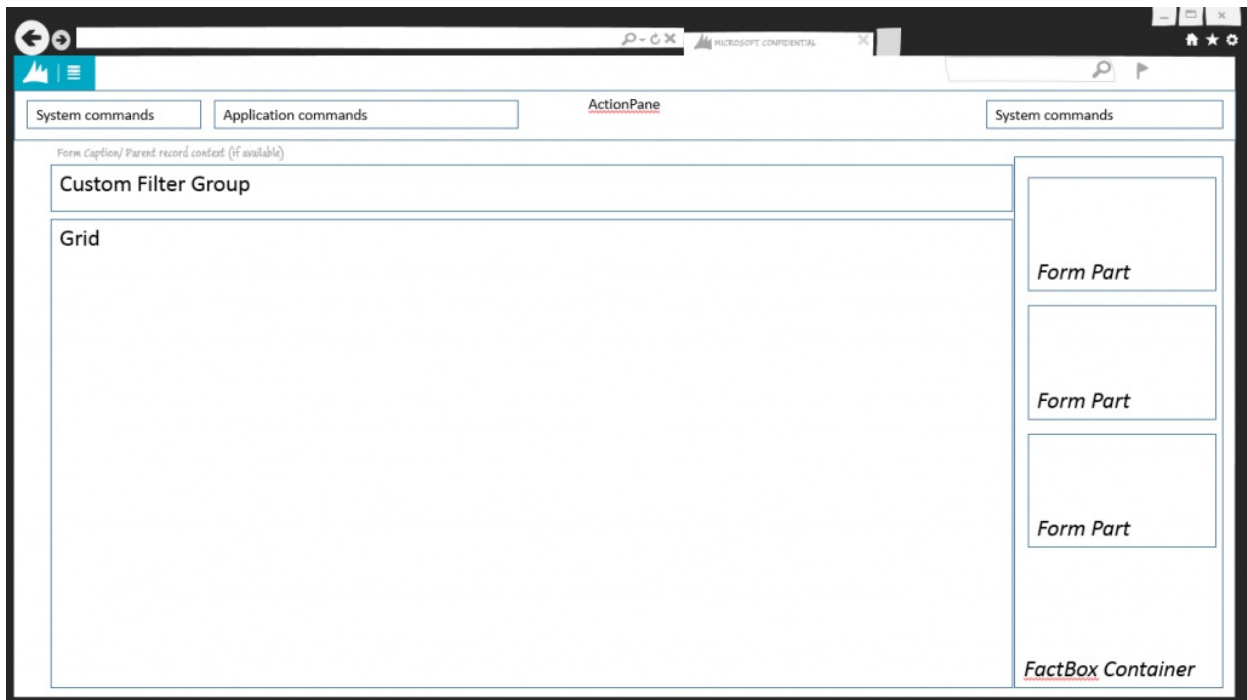 MICROSOFT CONFIDENTIAL
ActionPane
System commands
Application commands
System commands
Form Caption/ Parent record context (if available)
Custom Filter Group
Grid
Form Part
Form Part
Form Part
FactBox Container